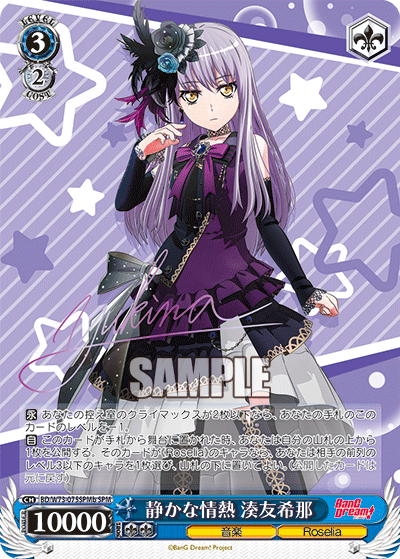 LEVEL
3
2
COST
Yukina
SAMPLE
永 あなたの控え室のクライマックスが2枚以下なら、あなたの手札のこの
カードのレベルを－1。
自 このカードが手札から舞台に置かれた時、あなたは自分の山札の上から
1枚を公開する。そのカードが《Roselia》のキャラなら、あなたは相手の前列の
レベル3以下のキャラを1枚選び、山札の下に置いてよい。（公開したカードは
元に戻す）
CH BD/W73-075SPMb SPM
POWER
10000
静かな情熱 湊友希那
BanG Dream!
音楽
Roselia
©BanG Dream! Project